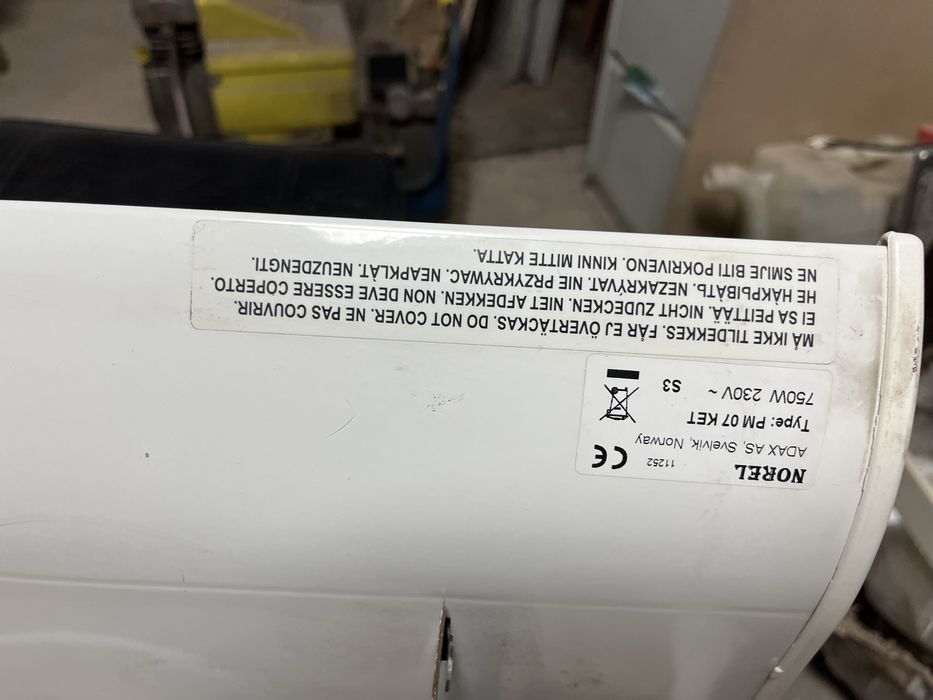 MÅ IKKE TILDEKKES. FÅR EJ ÖVERTÄCKAS. DO NOT COVER. NE PAS COUVRIR.
EI SA PEITTÄÄ. NICHT ZUDECKEN. NIET AFDEKKEN. NON DEVE ESSERE COPERTO.
НЕ НАКРЫВАТЬ. NEZAKRÝVAT. NIE PRZYKRYWAC. NEAPKLĀT. NEUZDENGTI.
NE SMIJE BITI POKRIVENO. KINNI MITTE KATTA.
NOREL 11252
ADAX AS, Svelvik, Norway
Type: PM 07 KET
750W 230V ~ S3
CE